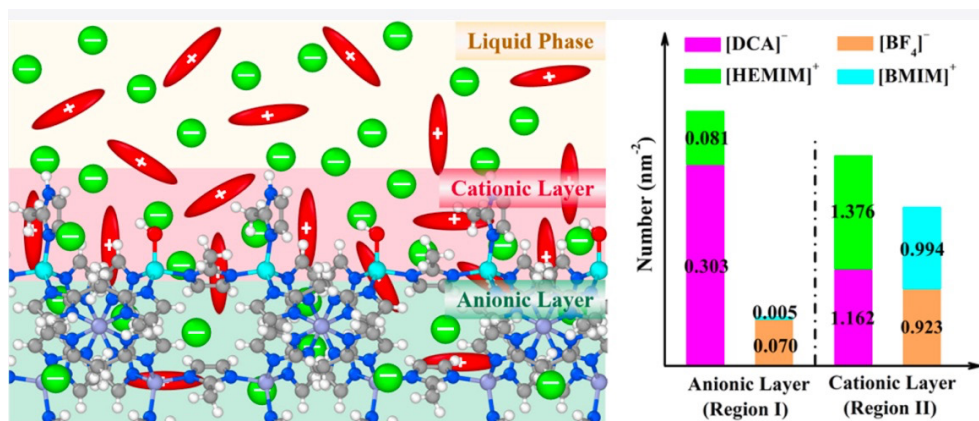 Liquid Phase
Cationic Layer
Anionic Layer
Number (nm⁻²)
[DCA]⁻
[BF₄]⁻
[HEMIM]⁺
[BMIM]⁺
0.081
0.303
0.005
0.070
1.376
1.162
0.994
0.923
Anionic Layer
(Region I)
Cationic Layer
(Region II)